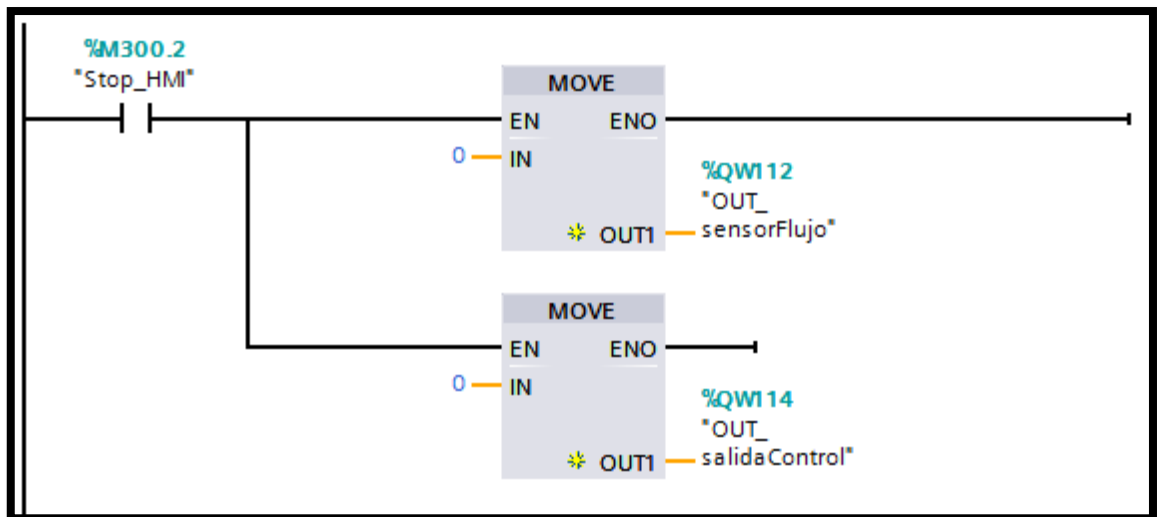 %M300.2
"Stop_HMI"
MOVE
EN ENO
0 IN
%QW112
"OUT_
sensorFlujo"
OUT1
MOVE
EN ENO
0 IN
%QW114
"OUT_
salidaControl"
OUT1